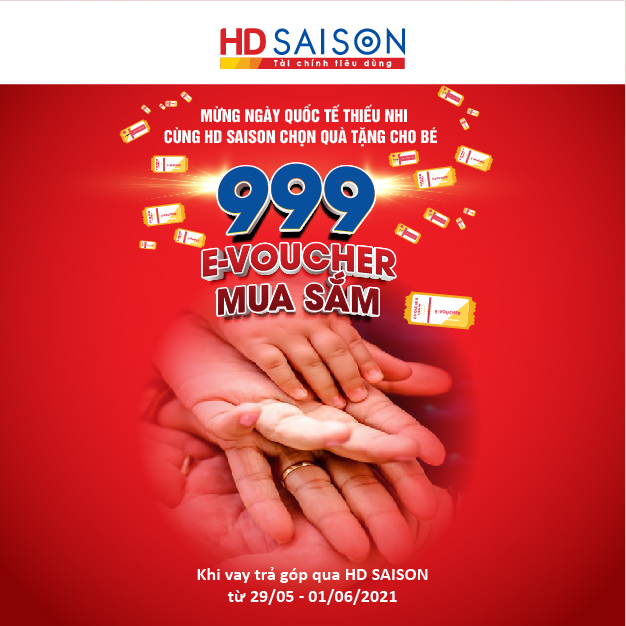 HD SAISON
Tài chính tiêu dùng
MỪNG NGÀY QUỐC TẾ THIẾU NHI
CÙNG HD SAISON CHỌN QUÀ TẶNG CHO BÉ
999
E-VOUCHER
MUA SẮM
E-VOUCHER
Khi vay trả góp qua HD SAISON
từ 29/05 - 01/06/2021